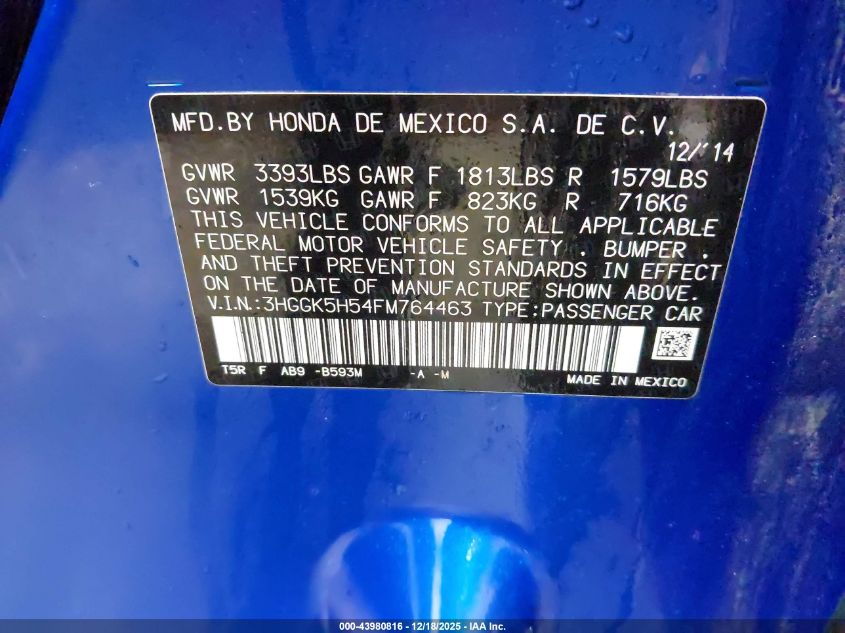 MFD.BY HONDA DE MEXICO S.A. DE C.V.
12/14
GVWR 3393LBS GAWR F 1813LBS R 1579LBS
GVWR 1539KG GAWR F 823KG R 716KG
THIS VEHICLE CONFORMS TO ALL APPLICABLE
FEDERAL MOTOR VEHICLE SAFETY , BUMPER ,
AND THEFT PREVENTION STANDARDS IN EFFECT
ON THE DATE OF MANUFACTURE SHOWN ABOVE.
V.I.N.:3HGGK5H54FM764463 TYPE:PASSENGER CAR
T5R F AB9 -B593M -A -M
MADE IN MEXICO
000-43980816 - 12/18/2025 - IAA Inc.